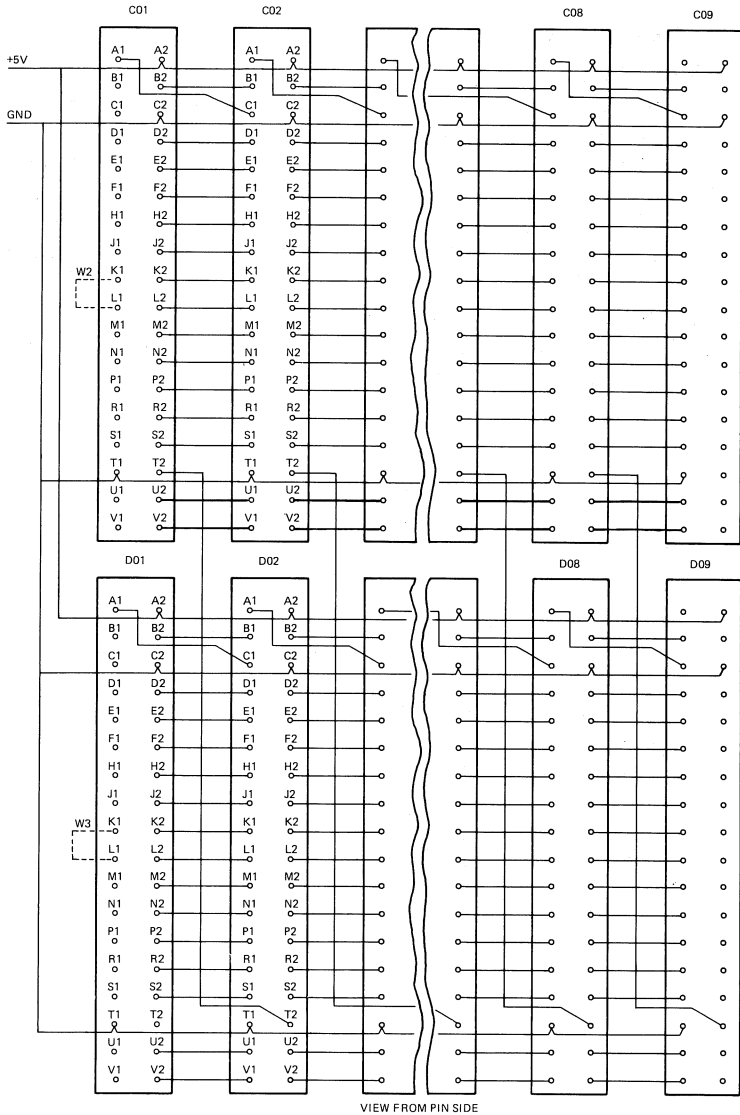 C01 C02 C08 C09
+5V
A1 A2 A1 A2
B1 B2 B1 B2
GND
C1 C2 C1 C2
D1 D2 D1 D2
E1 E2 E1 E2
F1 F2 F1 F2
H1 H2 H1 H2
J1 J2 J1 J2
W2 K1 K2 K1 K2
L1 L2 L1 L2
M1 M2 M1 M2
N1 N2 N1 N2
P1 P2 P1 P2
R1 R2 R1 R2
S1 S2 S1 S2
T1 T2 T1 T2
U1 U2 U1 U2
V1 V2 V1 V2
D01 D02 D08 D09
A1 A2 A1 A2
B1 B2 B1 B2
C1 C2 C1 C2
D1 D2 D1 D2
E1 E2 E1 E2
F1 F2 F1 F2
H1 H2 H1 H2
J1 J2 J1 J2
W3 K1 K2 K1 K2
L1 L2 L1 L2
M1 M2 M1 M2
N1 N2 N1 N2
P1 P2 P1 P2
R1 R2 R1 R2
S1 S2 S1 S2
T1 T2 T1 T2
U1 U2 U1 U2
V1 V2 V1 V2
VIEW FROM PIN SIDE